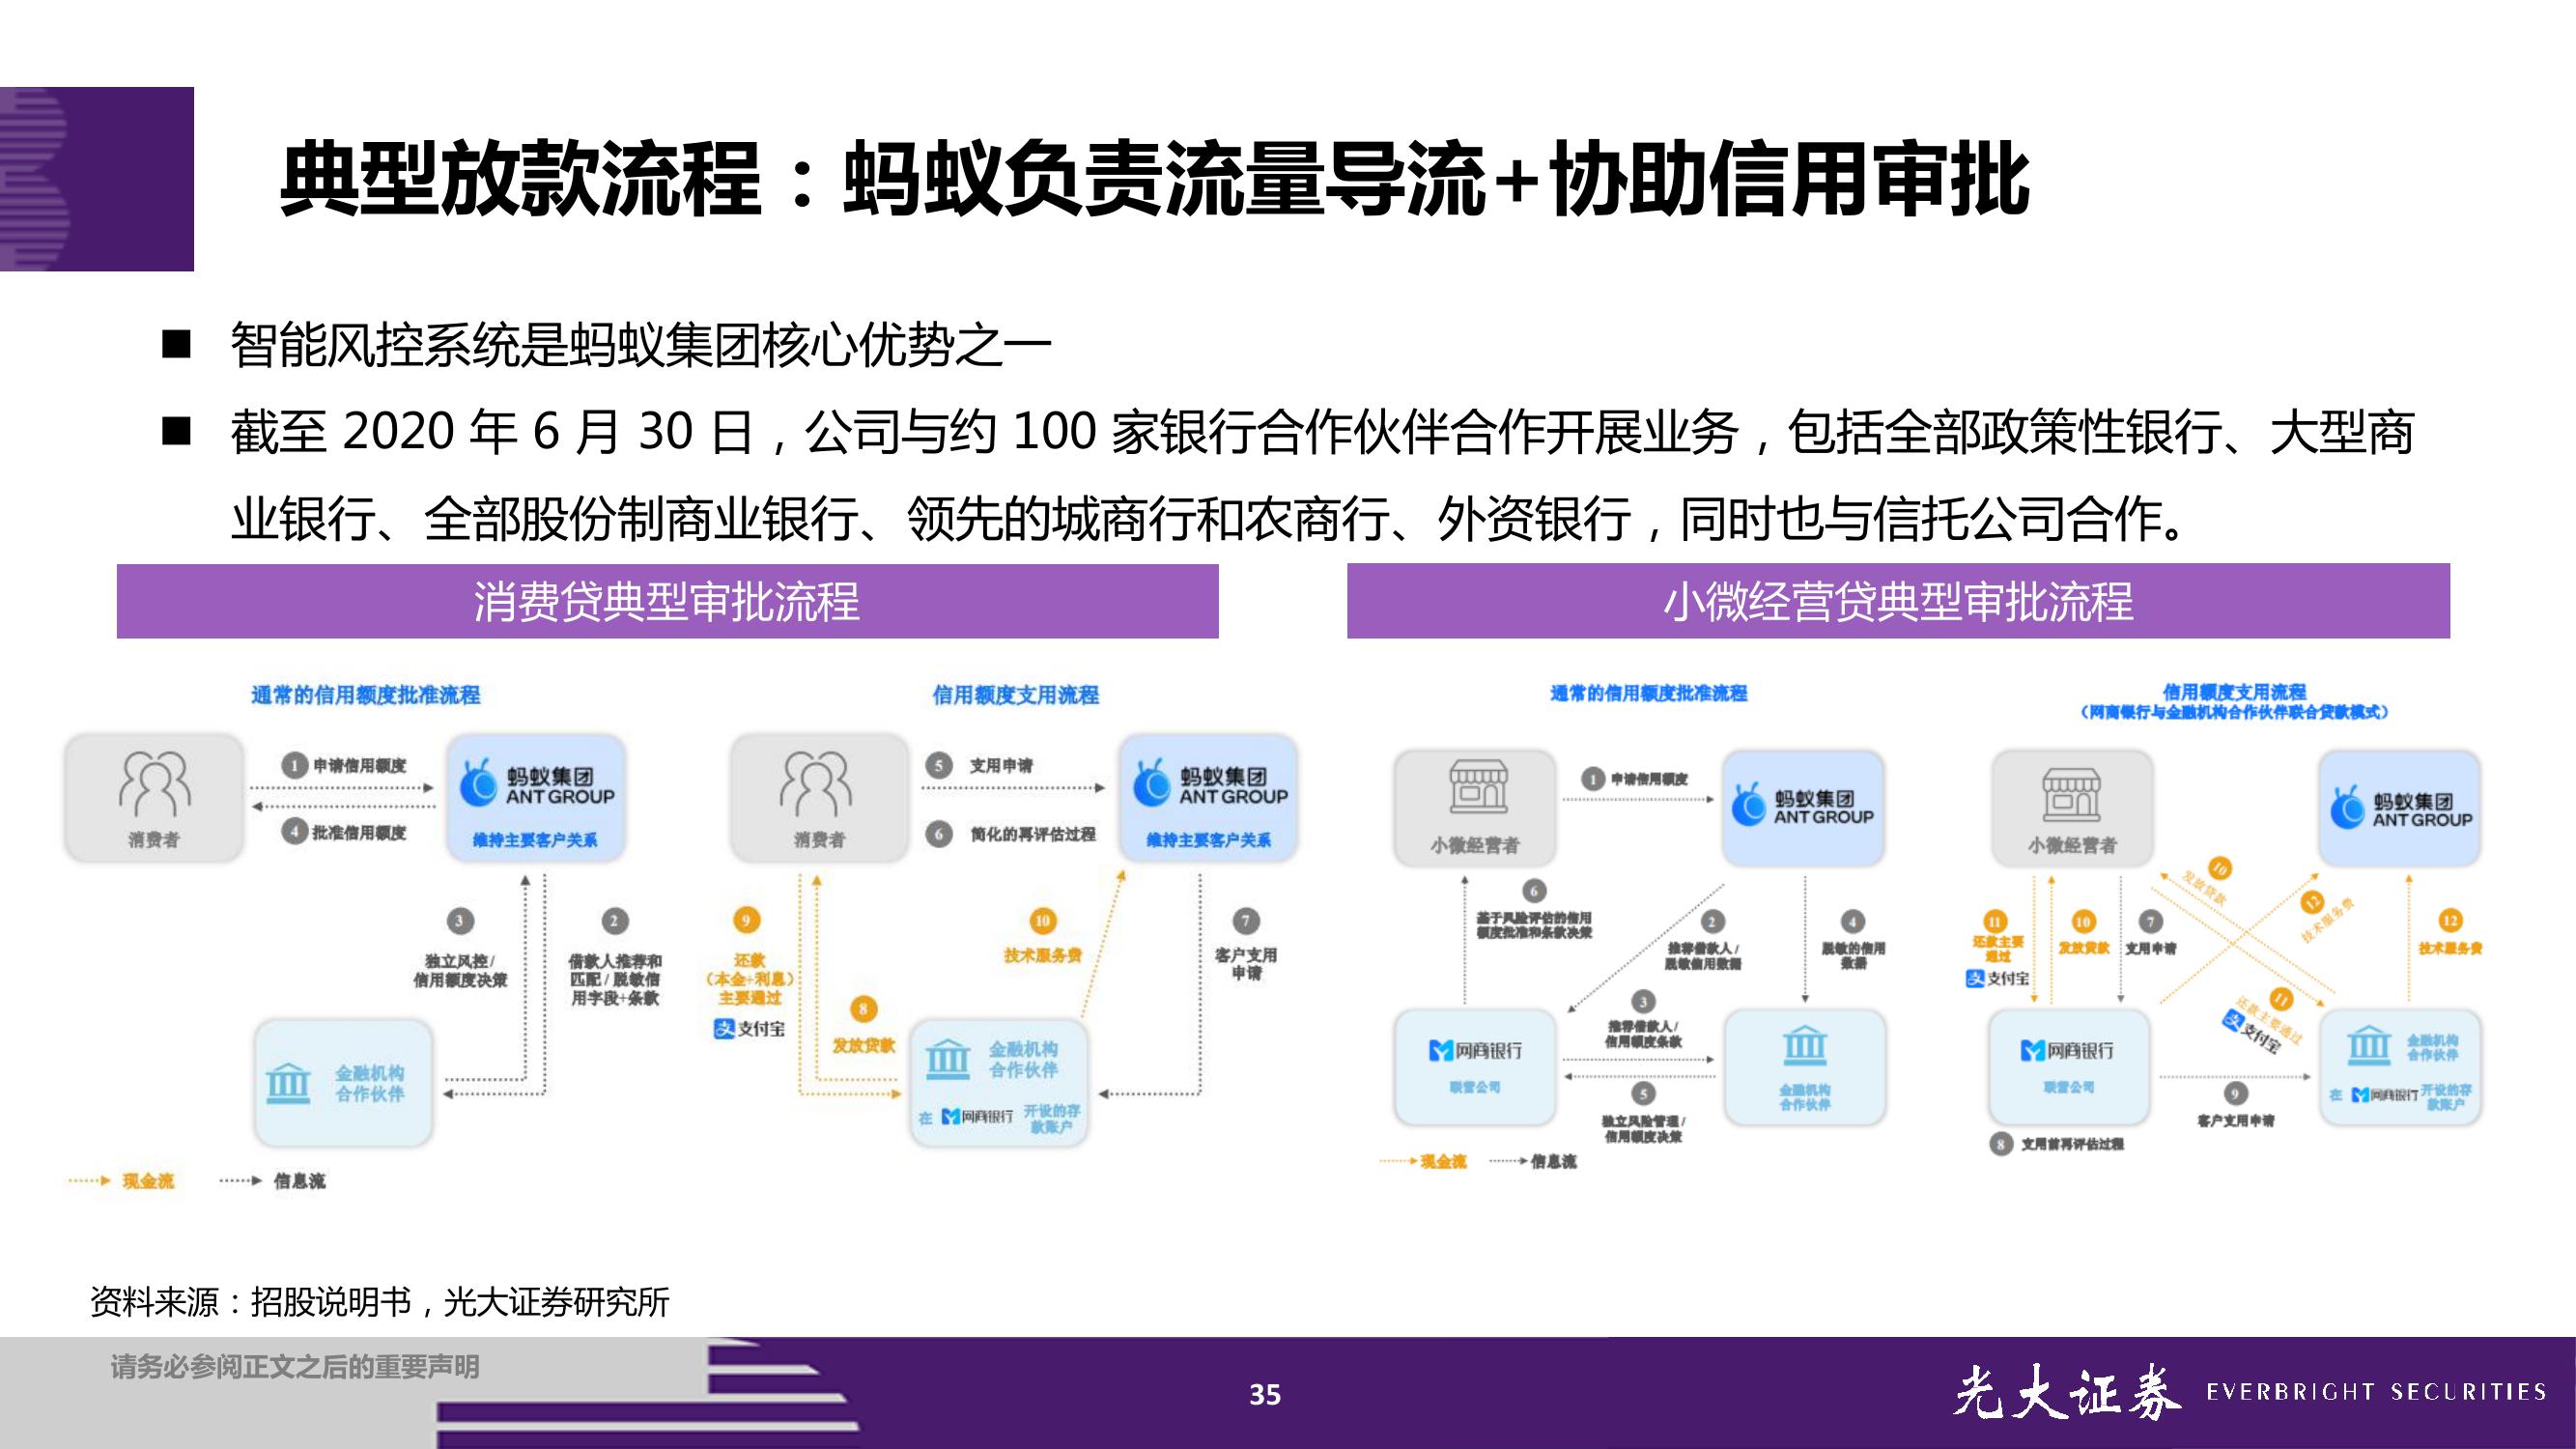 典型放款流程：蚂蚁负责流量导流+协助信用审批
■ 智能风控系统是蚂蚁集团核心优势之一
■ 截至 2020 年 6 月 30 日，公司与约 100 家银行合作伙伴合作开展业务，包括全部政策性银行、大型商
业银行、全部股份制商业银行、领先的城商行和农商行、外资银行，同时也与信托公司合作。
消费贷典型审批流程
通常的信用额度批准流程
消费者
1 申请信用额度
4 批准信用额度
蚂蚁集团
ANT GROUP
维持主要客户关系
3
独立风控/
信用额度决策
2
借款人推荐和
匹配/脱敏信
用字段+条款
金融机构
合作伙伴
现金流
信息流
信用额度支用流程
消费者
5 支用申请
6 简化的再评估过程
蚂蚁集团
ANT GROUP
维持主要客户关系
9
还款
（本金+利息）
主要通过
支付宝
8
发放贷款
10
技术服务费
7
客户支用
申请
金融机构
合作伙伴
在 网商银行 开设的存
款账户
小微经营贷典型审批流程
通常的信用额度批准流程
小微经营者
1 申请信用额度
蚂蚁集团
ANT GROUP
6
基于风险评估的信用
额度批准和条款决策
2
推荐借款人/
脱敏信用数据
4
脱敏的信用
数据
3
推荐借款人/
信用额度条款
网商银行
联营公司
5
独立风险管理/
信用额度决策
金融机构
合作伙伴
现金流
信息流
信用额度支用流程
（网商银行与金融机构合作伙伴联合贷款模式）
小微经营者
蚂蚁集团
ANT GROUP
11
还款主要
通过
支付宝
10
发放贷款
7
支用申请
10
发放贷款
12
技术服务费
12
技术服务费
11
还款主要通过
支付宝
网商银行
联营公司
9
客户支用申请
金融机构
合作伙伴
在 网商银行 开设的存
款账户
8 支用前再评估过程
资料来源：招股说明书，光大证券研究所
请务必参阅正文之后的重要声明
35
光大证券 EVERBRIGHT SECURITIES